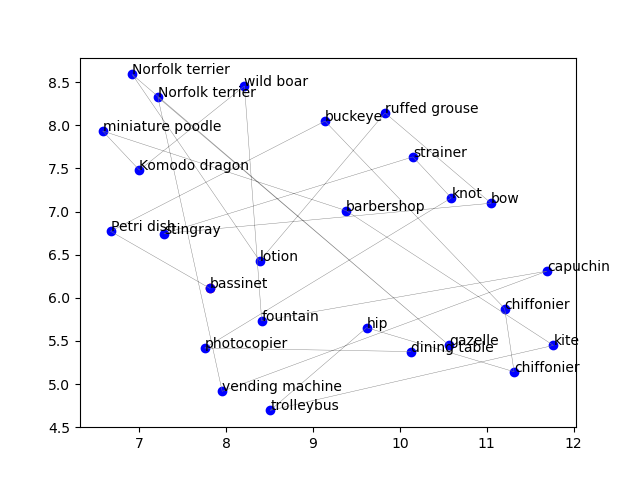 Norfolk terrier
wild boar
Norfolk terrier
buckeye
ruffed grouse
miniature poodle
strainer
Komodo dragon
knot
bow
barbershop
Petri dish
stingray
lotion
capuchin
bassinet
chiffonier
fountain
hip
photocopier
gazelle
kite
dining table
chiffonier
vending machine
trolleybus
8.5
8.0
7.5
7.0
6.5
6.0
5.5
5.0
4.5
7
8
9
10
11
12